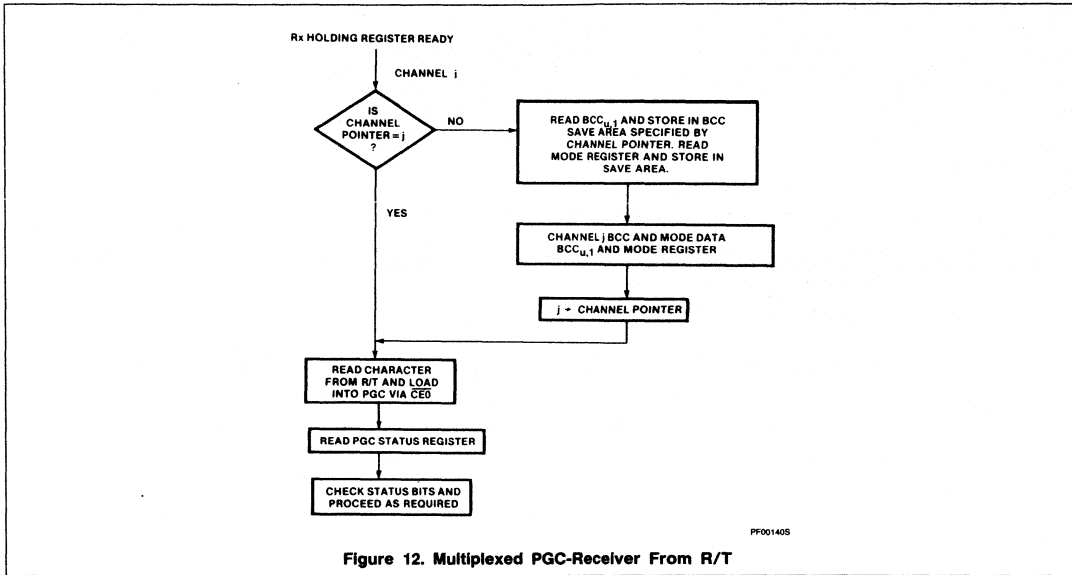 Rx HOLDING REGISTER READY
CHANNEL j
IS
CHANNEL
POINTER = j
?
NO
READ BCCu,1 AND STORE IN BCC
SAVE AREA SPECIFIED BY
CHANNEL POINTER. READ
MODE REGISTER AND STORE IN
SAVE AREA.
YES
CHANNEL j BCC AND MODE DATA
BCCu,1 AND MODE REGISTER
j → CHANNEL POINTER
READ CHARACTER
FROM R/T AND LOAD
INTO PGC VIA C̅E̅0̅
READ PGC STATUS REGISTER
CHECK STATUS BITS AND
PROCEED AS REQUIRED
PF00140S
Figure 12. Multiplexed PGC-Receiver From R/T